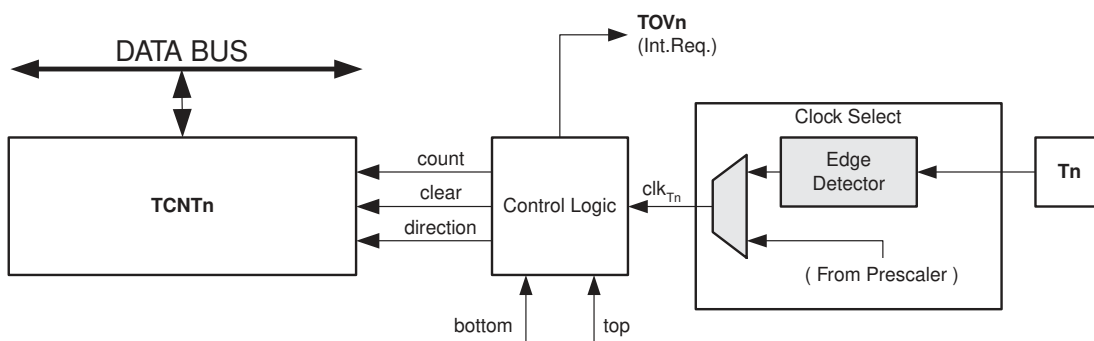 TOVn
(Int.Req.)
DATA BUS
Clock Select
count
Edge
Detector
Tn
TCNTn
clear
Control Logic
clkTn
direction
( From Prescaler )
bottom
top